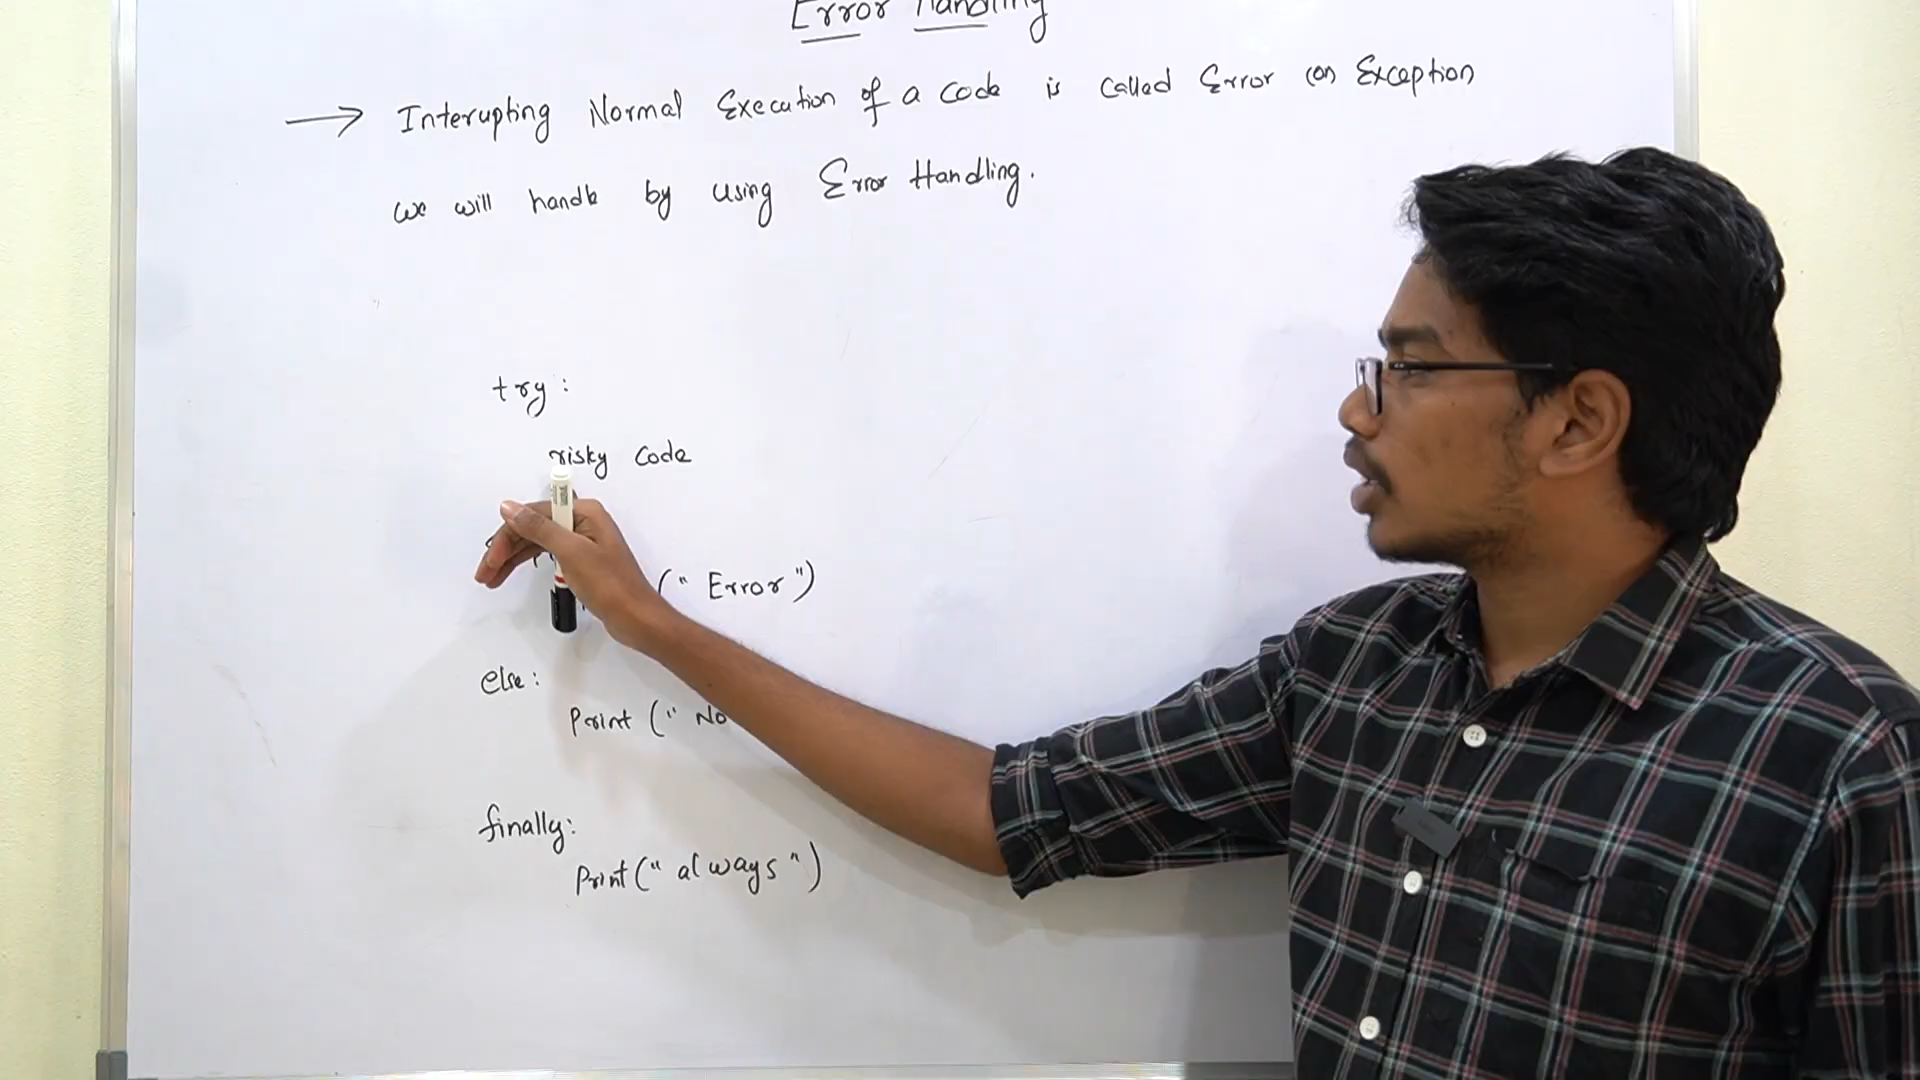 Error Handling
→ Interupting Normal Execution of a code is called Error (or) Exception
we will handle by using Error Handling.
try:
risky code
(" Error")
else:
Print (" No
finally:
Print (" always ")